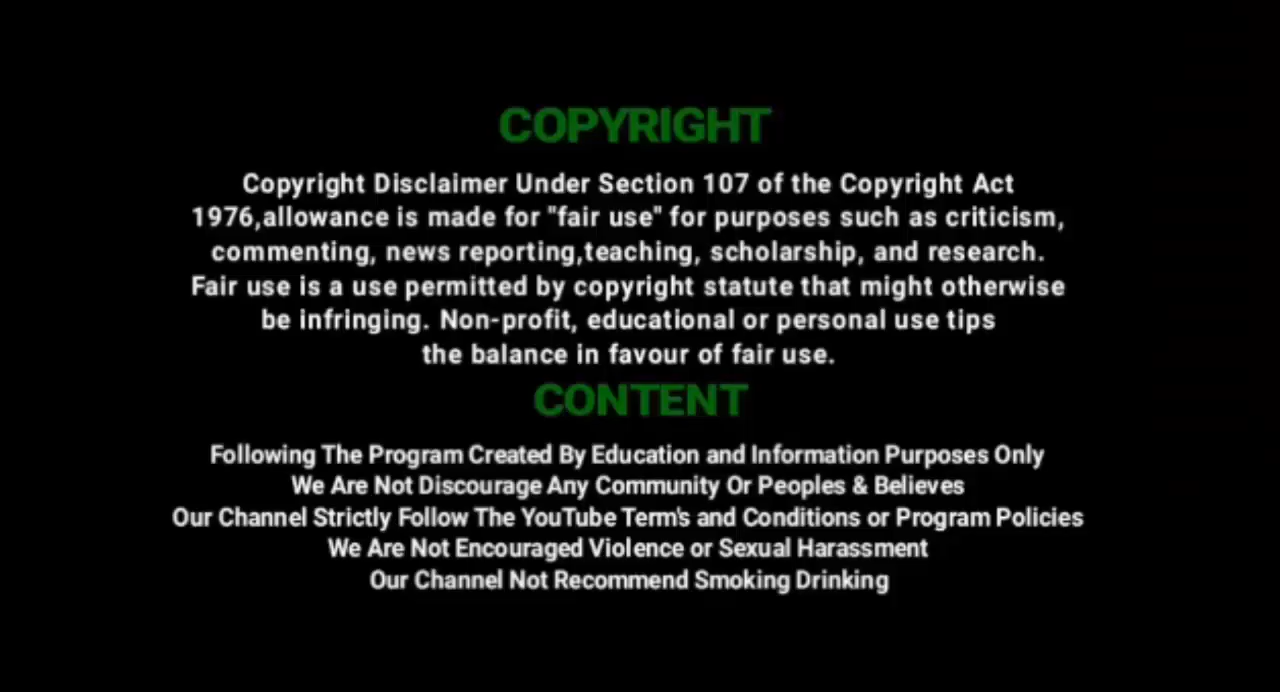 COPYRIGHT
Copyright Disclaimer Under Section 107 of the Copyright Act
1976,allowance is made for "fair use" for purposes such as criticism,
commenting, news reporting,teaching, scholarship, and research.
Fair use is a use permitted by copyright statute that might otherwise
be infringing. Non-profit, educational or personal use tips
the balance in favour of fair use.
CONTENT
Following The Program Created By Education and Information Purposes Only
We Are Not Discourage Any Community Or Peoples & Believes
Our Channel Strictly Follow The YouTube Term's and Conditions or Program Policies
We Are Not Encouraged Violence or Sexual Harassment
Our Channel Not Recommend Smoking Drinking